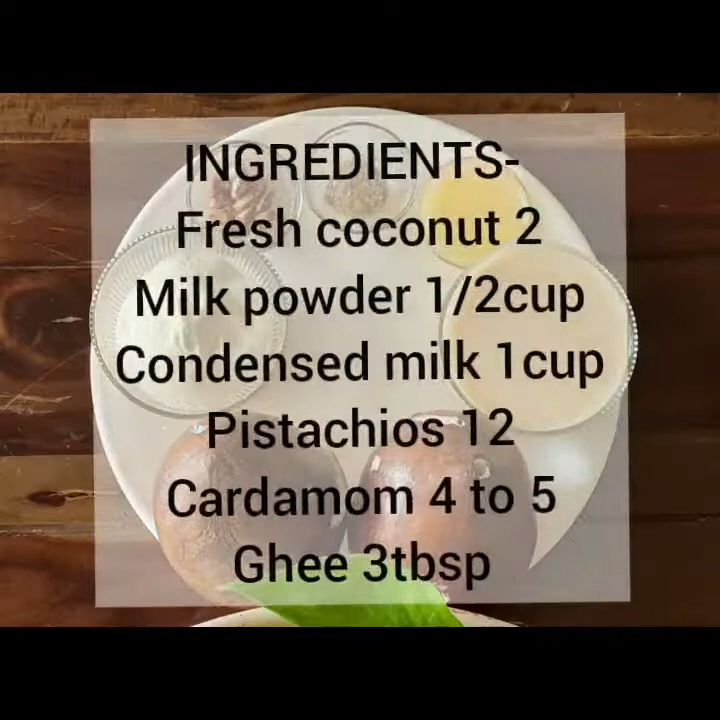 INGREDIENTS-
Fresh coconut 2
Milk powder 1/2cup
Condensed milk 1cup
Pistachios 12
Cardamom 4 to 5
Ghee 3tbsp